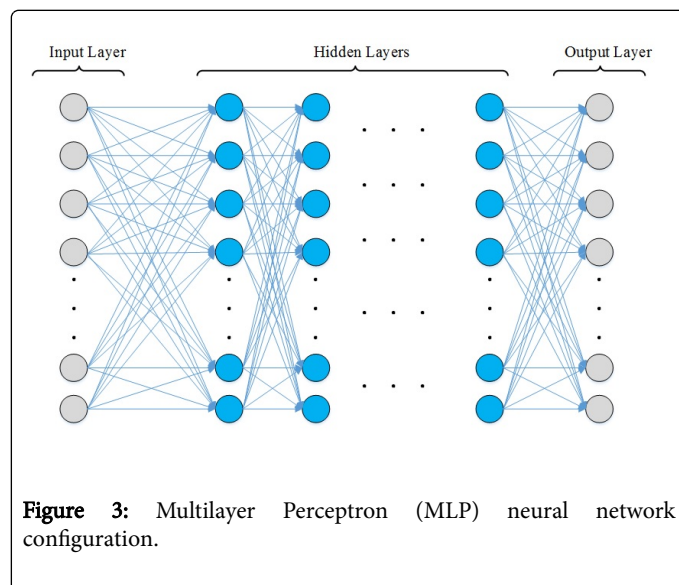 Input Layer Hidden Layers Output Layer
Figure 3: Multilayer Perceptron (MLP) neural network
configuration.